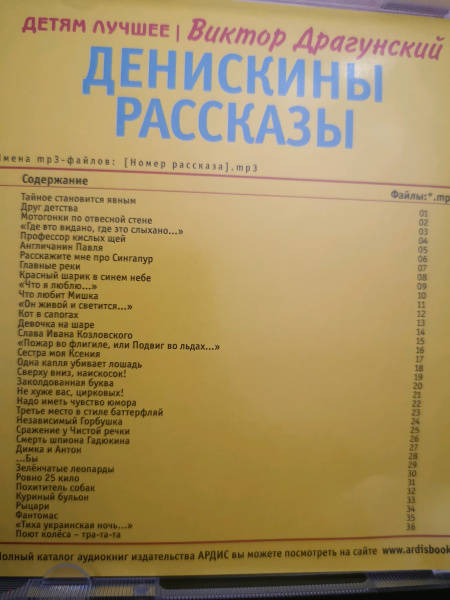 ДЕТЯМ ЛУЧШЕЕ | Виктор Драгунский
ДЕНИСКИНЫ
РАССКАЗЫ
мена mp3-файлов: [Номер рассказа].mp3
Содержание Файлы:*.mp
Тайное становится явным 01
Друг детства 02
Мотогонки по отвесной стене 03
«Где это видано, где это слыхано...» 04
Профессор кислых щей 05
Англичанин Павля 06
Расскажите мне про Сингапур 07
Главные реки 08
Красный шарик в синем небе 09
«Что я люблю...» 10
Что любит Мишка 11
«Он живой и светится...» 12
Кот в сапогах 13
Девочка на шаре 14
Слава Ивана Козловского 15
«Пожар во флигиле, или Подвиг во льдах...» 16
Сестра моя Ксения 17
Одна капля убивает лошадь 18
Сверху вниз, наискосок! 19
Заколдованная буква 20
Не хуже вас, цирковых! 21
Надо иметь чувство юмора 22
Третье место в стиле баттерфляй 23
Независимый Горбушка 24
Сражение у Чистой речки 25
Смерть шпиона Гадюкина 26
Димка и Антон 27
...Бы 28
Зелёнчатые леопарды 29
Ровно 25 кило 30
Похититель собак 31
Куриный бульон 32
Рыцари 33
Фантомас 34
«Тиха украинская ночь...» 35
Поют колёса – тра-та-та 36
Полный каталог аудиокниг издательства АРДИС вы можете посмотреть на сайте www.ardisbook